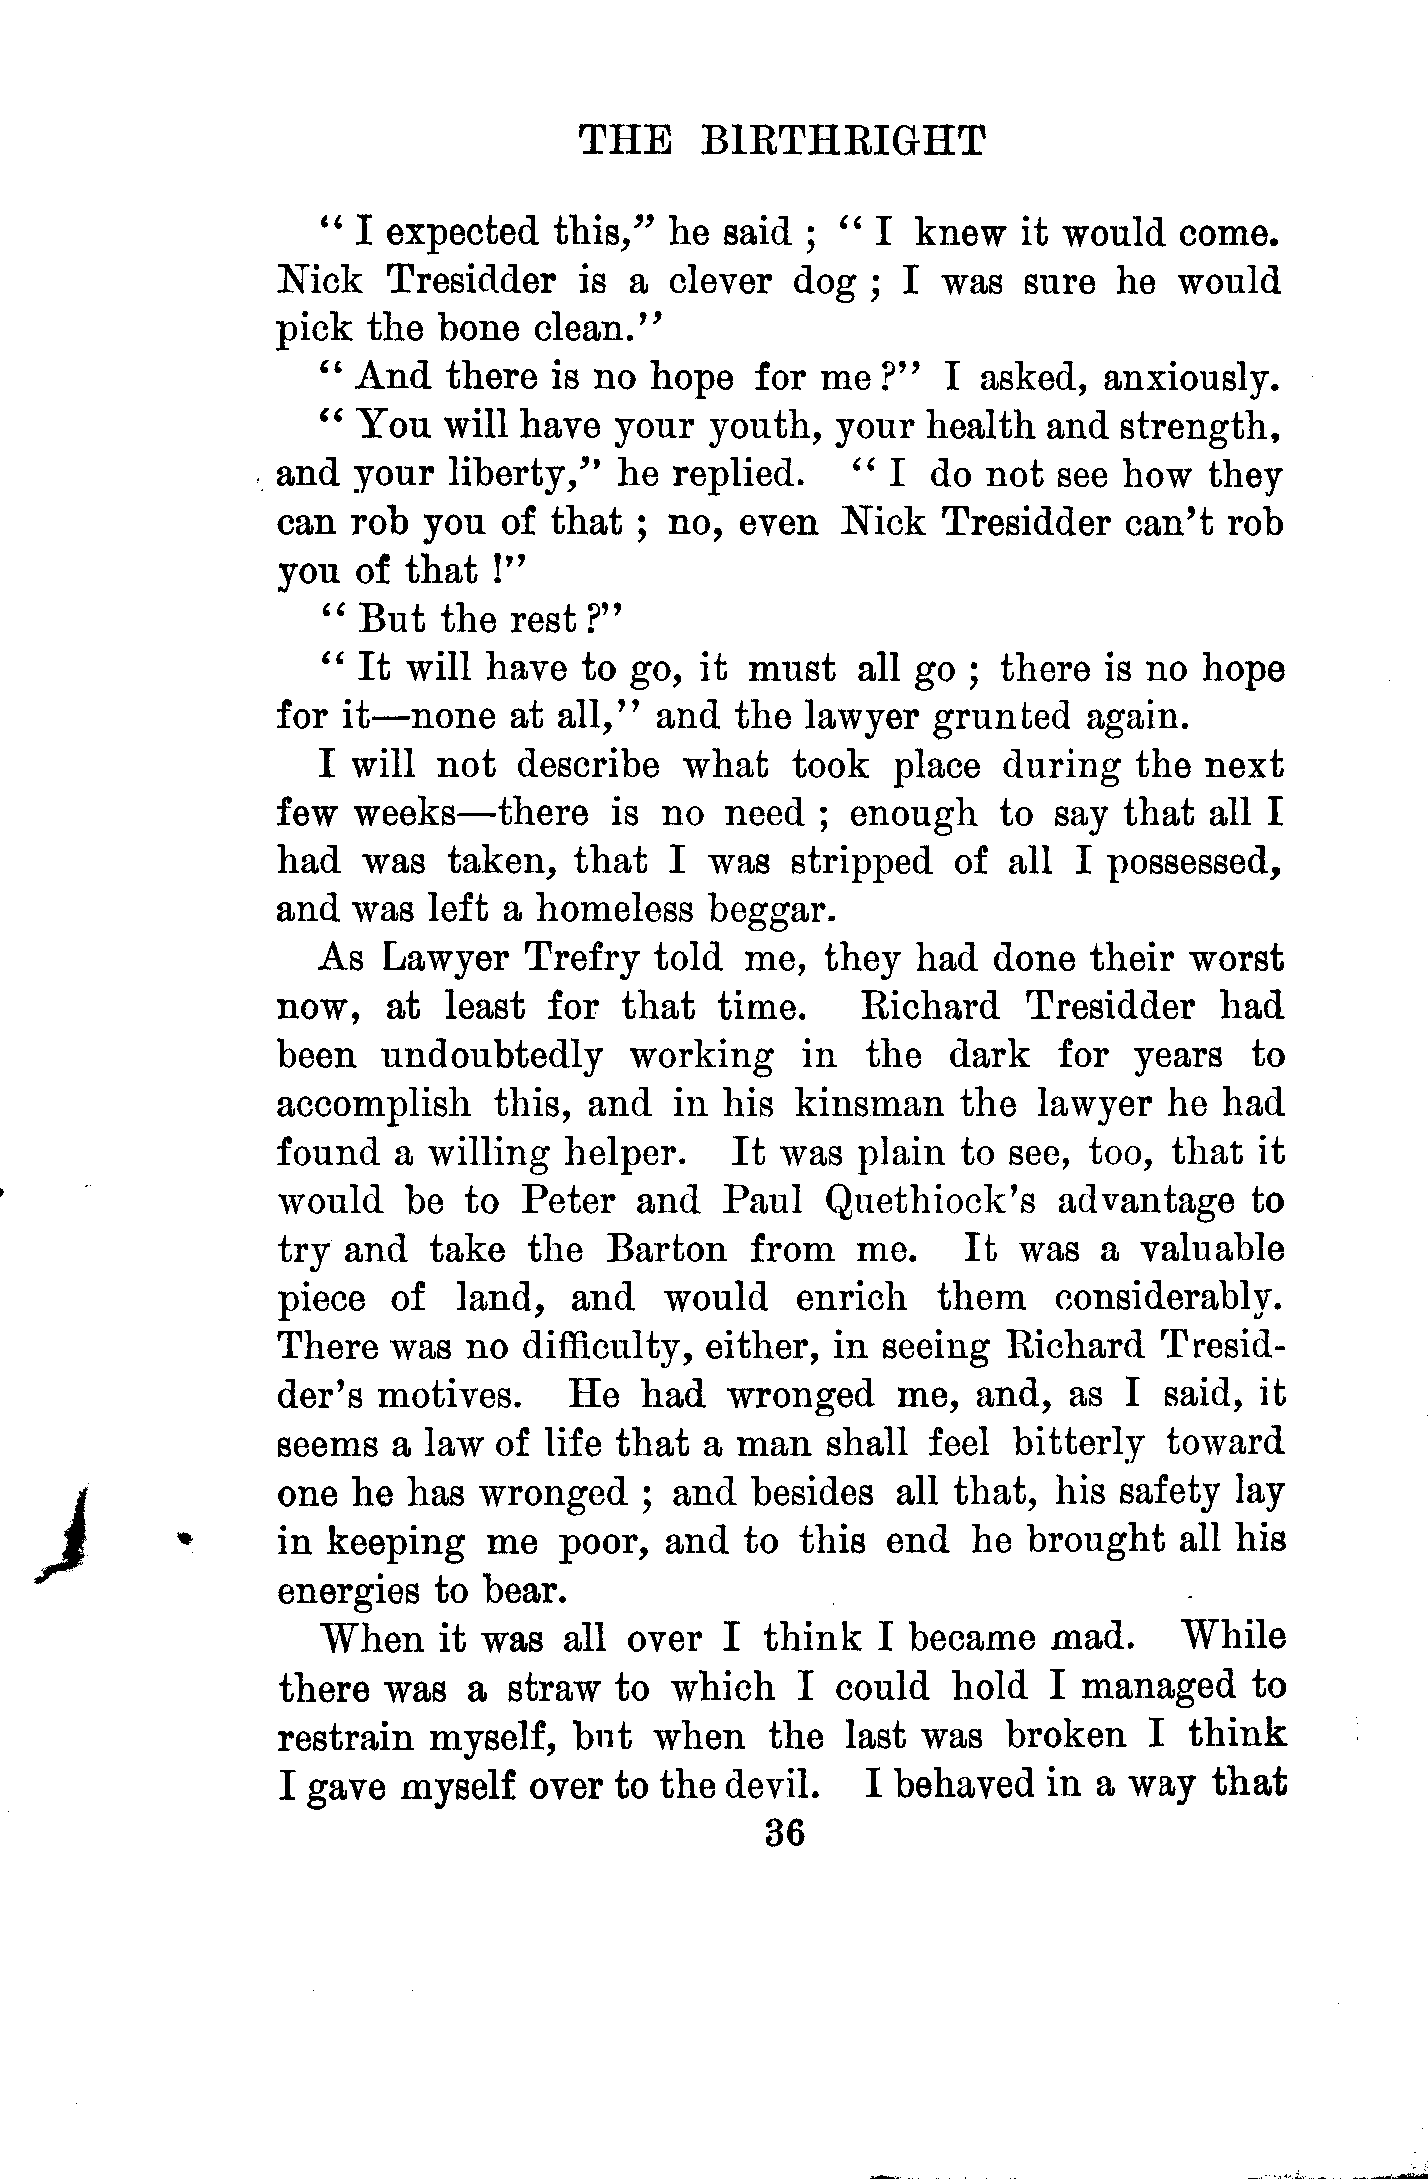 THE BIRTHRIGHT
“ I expected this,” he said ; “ I knew it would come.
Nick Tresidder is a clever dog ; I was sure he would
pick the bone clean.”
“ And there is no hope for me ?” I asked, anxiously.
“ You will have your youth, your health and strength,
and your liberty,” he replied. “ I do not see how they
can rob you of that ; no, even Nick Tresidder can’t rob
you of that !”
“ But the rest ?”
“ It will have to go, it must all go ; there is no hope
for it—none at all,” and the lawyer grunted again.
I will not describe what took place during the next
few weeks—there is no need ; enough to say that all I
had was taken, that I was stripped of all I possessed,
and was left a homeless beggar.
As Lawyer Trefry told me, they had done their worst
now, at least for that time. Richard Tresidder had
been undoubtedly working in the dark for years to
accomplish this, and in his kinsman the lawyer he had
found a willing helper. It was plain to see, too, that it
would be to Peter and Paul Quethiock’s advantage to
try and take the Barton from me. It was a valuable
piece of land, and would enrich them considerably.
There was no difficulty, either, in seeing Richard Tresid-
der’s motives. He had wronged me, and, as I said, it
seems a law of life that a man shall feel bitterly toward
one he has wronged ; and besides all that, his safety lay
in keeping me poor, and to this end he brought all his
energies to bear.
When it was all over I think I became mad. While
there was a straw to which I could hold I managed to
restrain myself, but when the last was broken I think
I gave myself over to the devil. I behaved in a way that
36